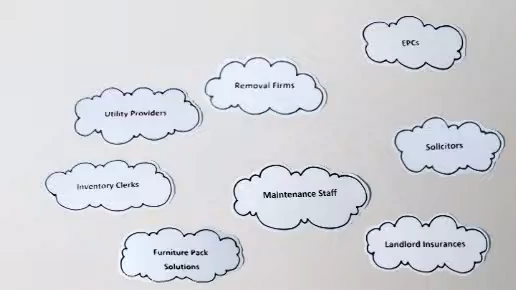 EPCs
Removal Firms
Utility Providers
Solicitors
Inventory Clerks
Maintenance Staff
Landlord Insurances
Furniture Pack
Solutions